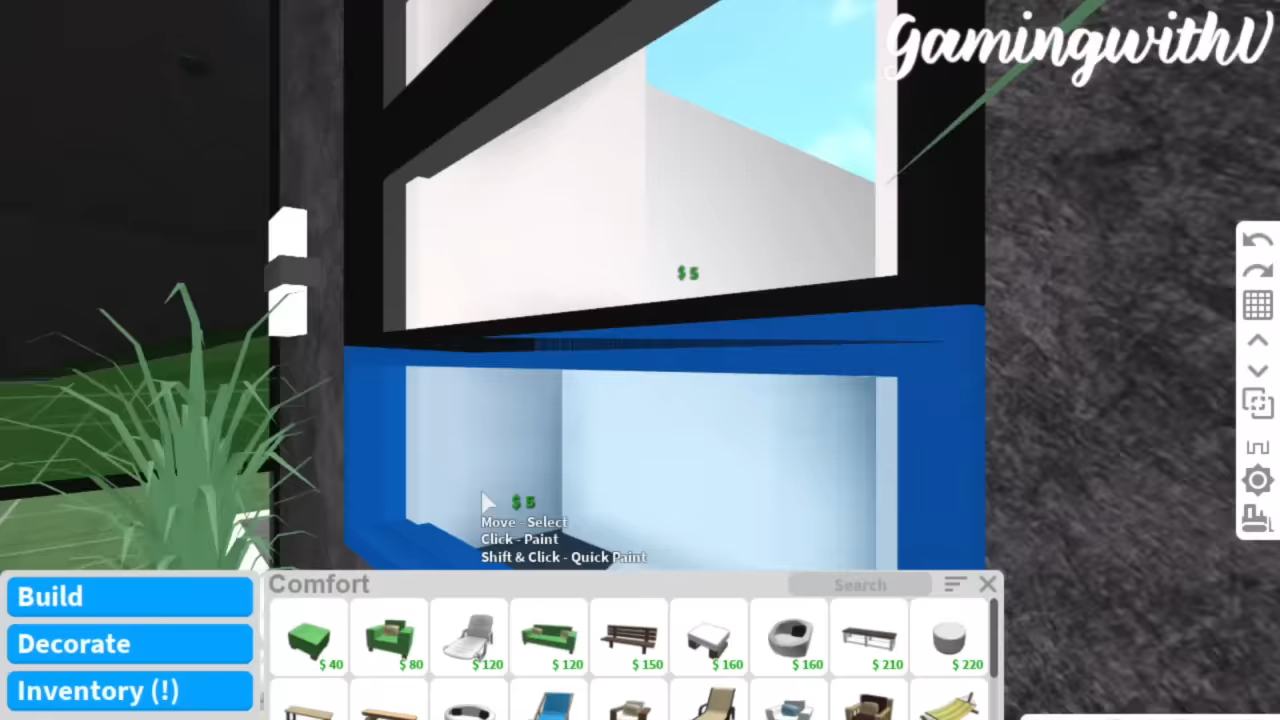 GamingwithV
$ 5
$ 5
Move - Select
Click - Paint
Shift & Click - Quick Paint
Build
Decorate
Inventory (!)
Comfort
Search
$ 40
$ 80
$ 120
$ 120
$ 150
$ 160
$ 160
$ 210
$ 220